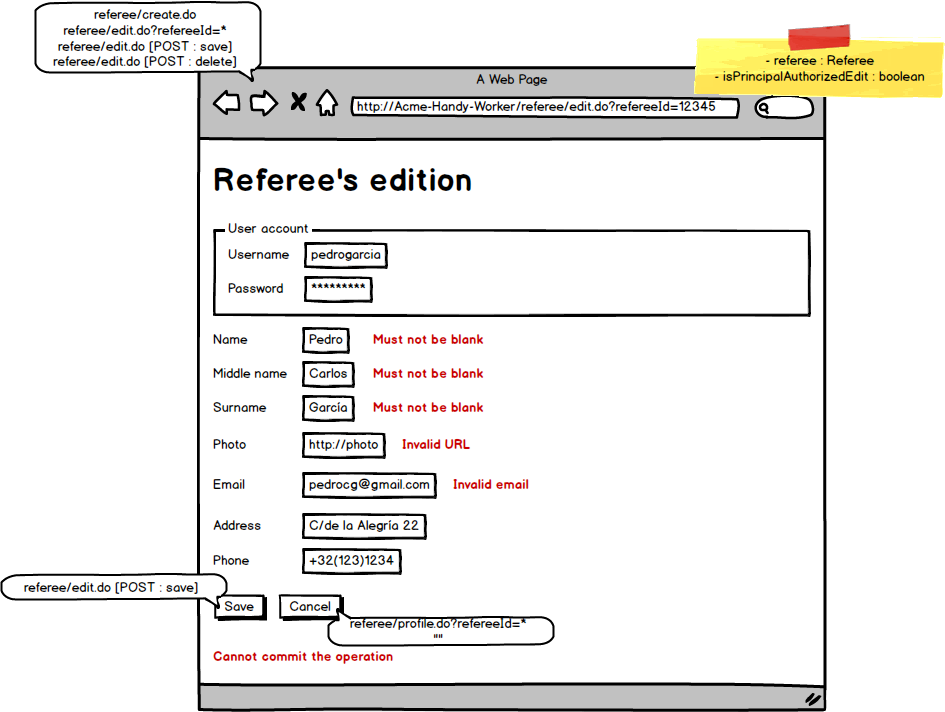 referee/create.do
referee/edit.do?refereeId=*
referee/edit.do [POST : save]
referee/edit.do [POST : delete]
- referee : Referee
- isPrincipalAuthorizedEdit : boolean
A Web Page
http://Acme-Handy-Worker/referee/edit.do?refereeId=12345
Referee's edition
User account
Username pedrogarcia
Password *********
Name Pedro Must not be blank
Middle name Carlos Must not be blank
Surname García Must not be blank
Photo http://photo Invalid URL
Email pedrocg@gmail.com Invalid email
Address C/de la Alegría 22
Phone +32(123)1234
referee/edit.do [POST : save]
Save Cancel
referee/profile.do?refereeId=*
""
Cannot commit the operation